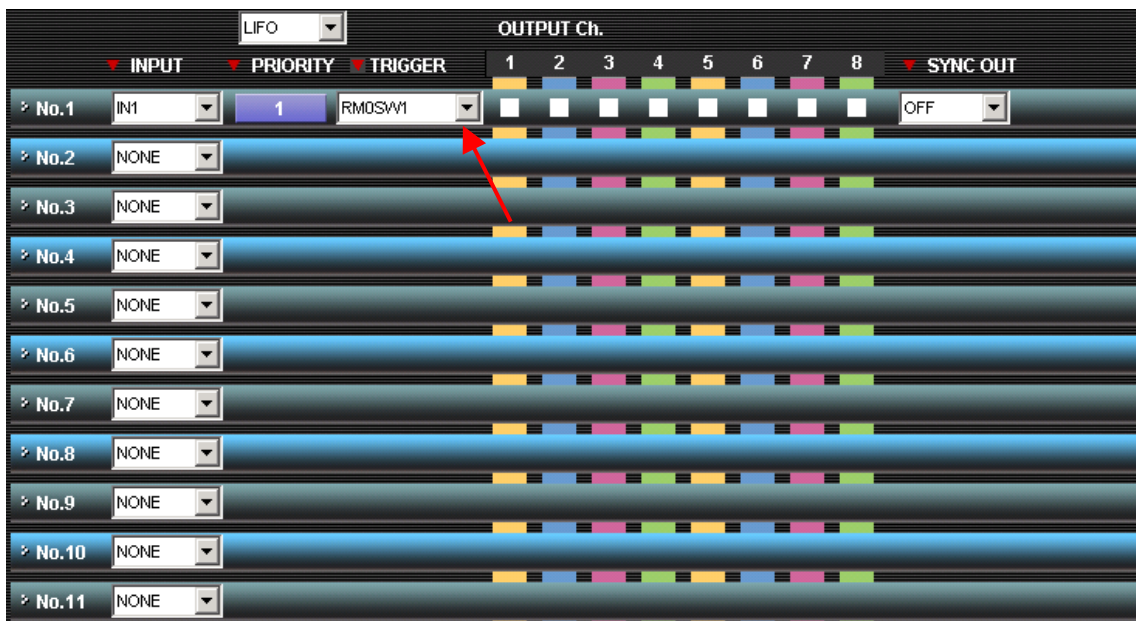 LIFO OUTPUT Ch.
INPUT PRIORITY TRIGGER 1 2 3 4 5 6 7 8 SYNC OUT
No.1 IN1 1 RM0SW1 OFF
No.2 NONE
No.3 NONE
No.4 NONE
No.5 NONE
No.6 NONE
No.7 NONE
No.8 NONE
No.9 NONE
No.10 NONE
No.11 NONE